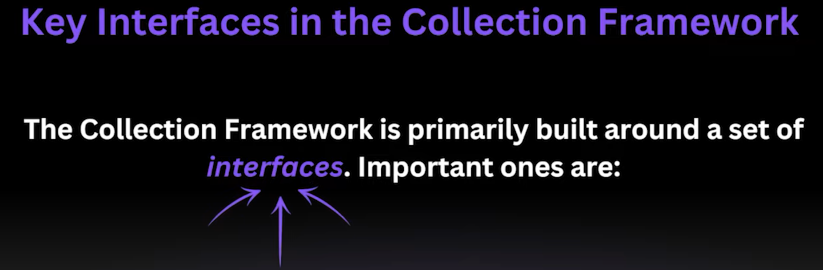 Key Interfaces in the Collection Framework
The Collection Framework is primarily built around a set of
interfaces. Important ones are: